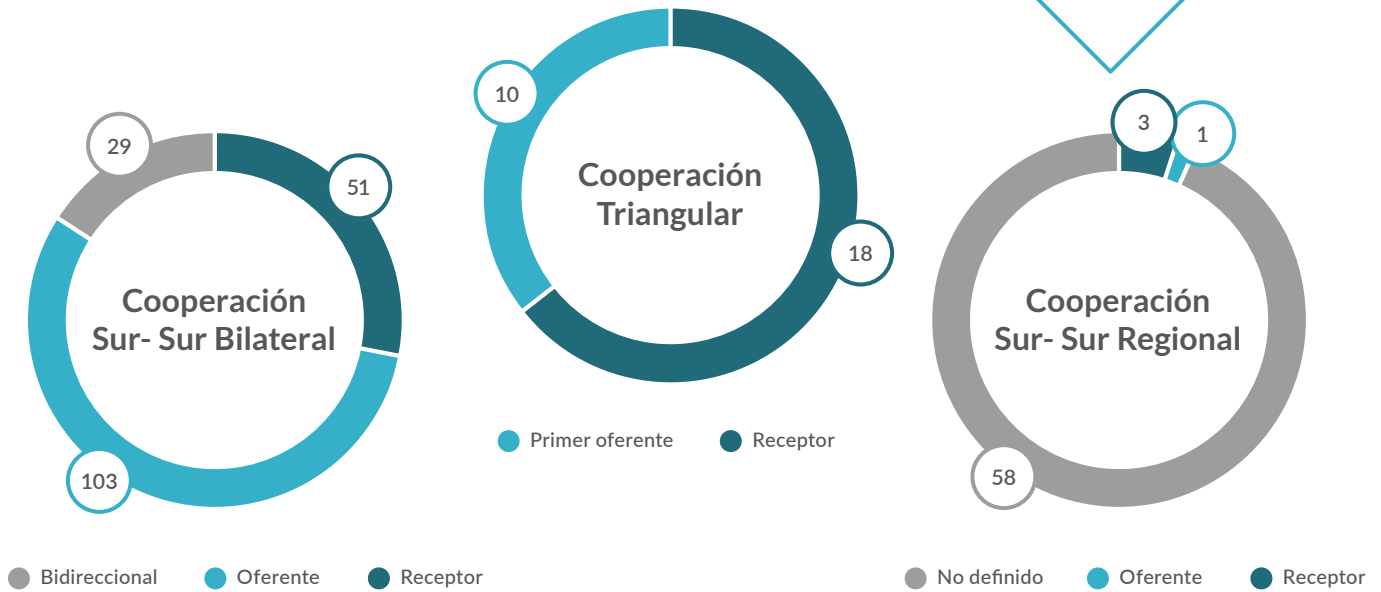 29
51
Cooperación
Sur- Sur Bilateral
103
Bidireccional
Oferente
Receptor
10
Cooperación
Triangular
18
Primer oferente
Receptor
3
1
Cooperación
Sur- Sur Regional
58
No definido
Oferente
Receptor